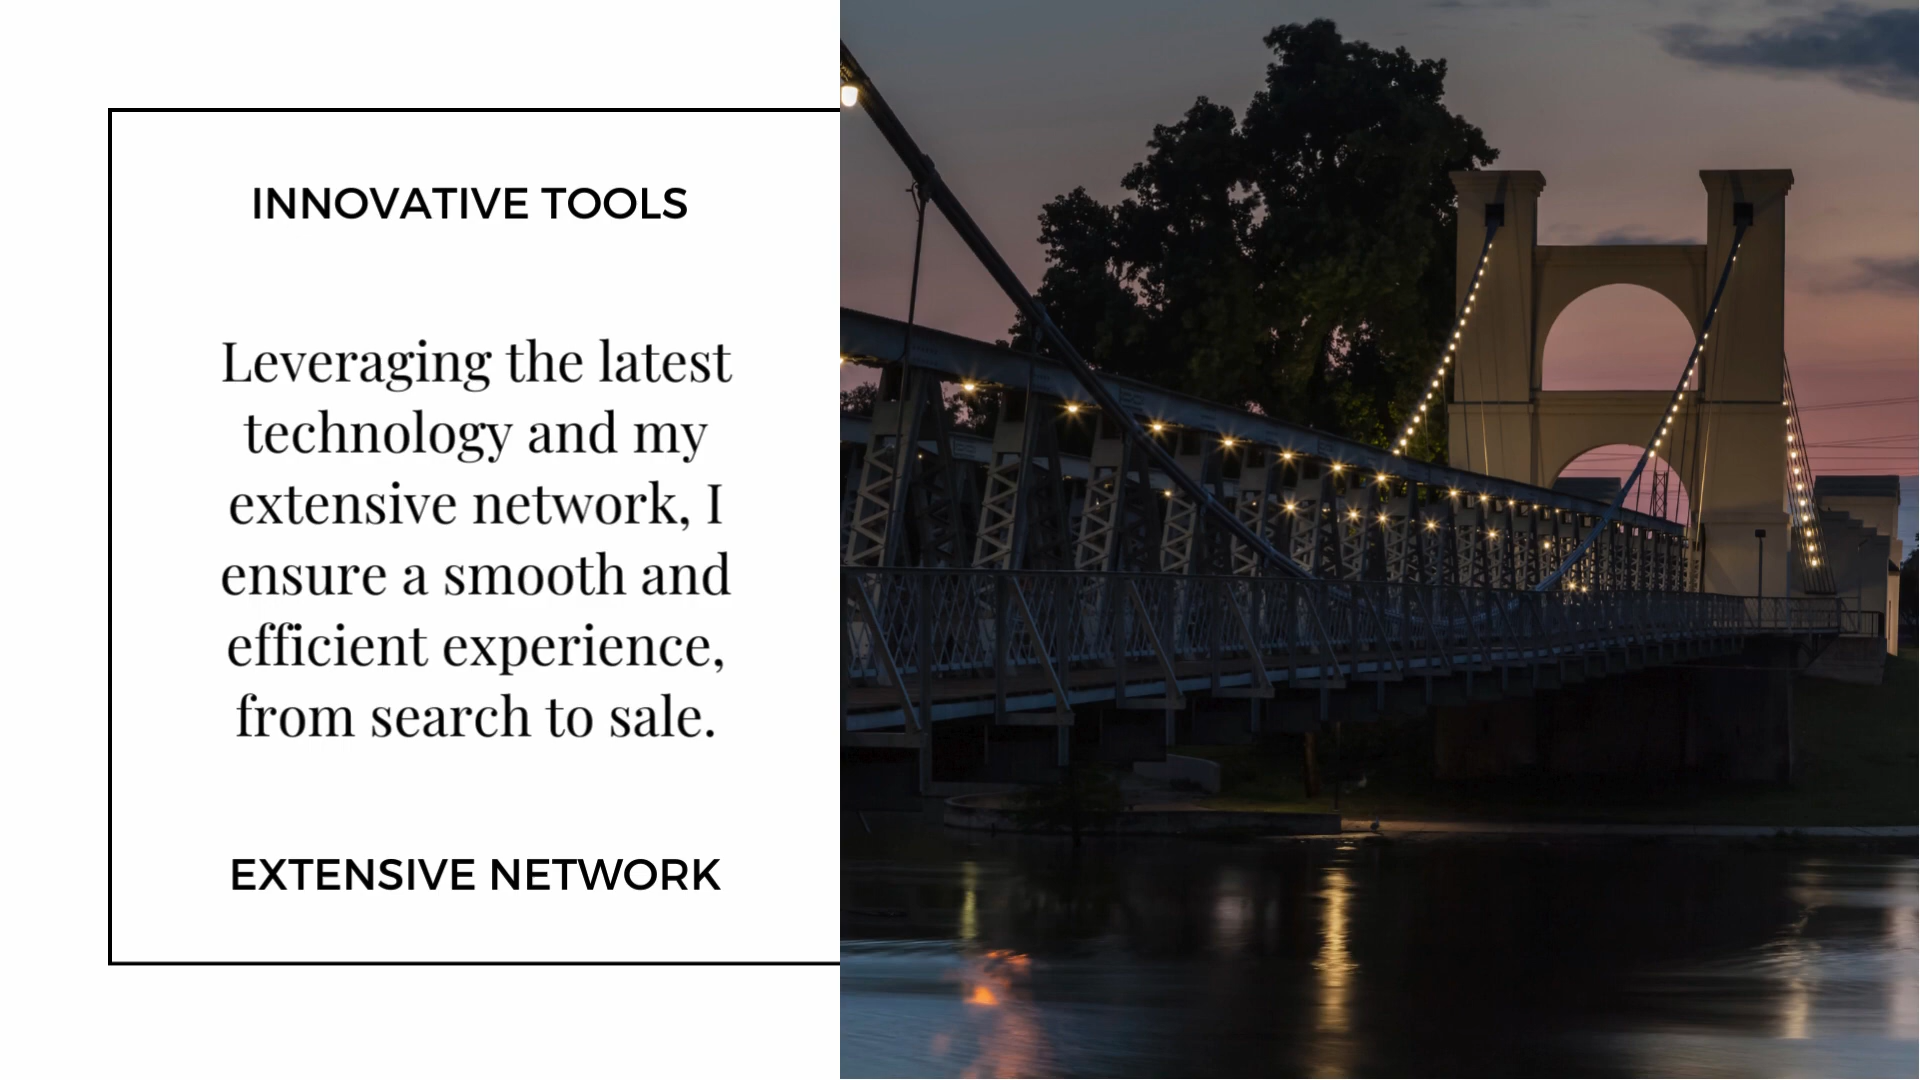 INNOVATIVE TOOLS
Leveraging the latest
technology and my
extensive network, I
ensure a smooth and
efficient experience,
from search to sale.
EXTENSIVE NETWORK